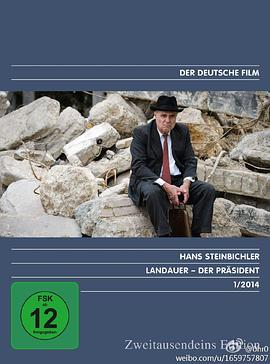 DER DEUTSCHE FILM
HANS STEINBICHLER
LANDAUER – DER PRÄSIDENT
1/2014
FSK
ab
12
freigegeben
Zweitausendeins Edition
@ohr0
weibo.com/u/1659757807